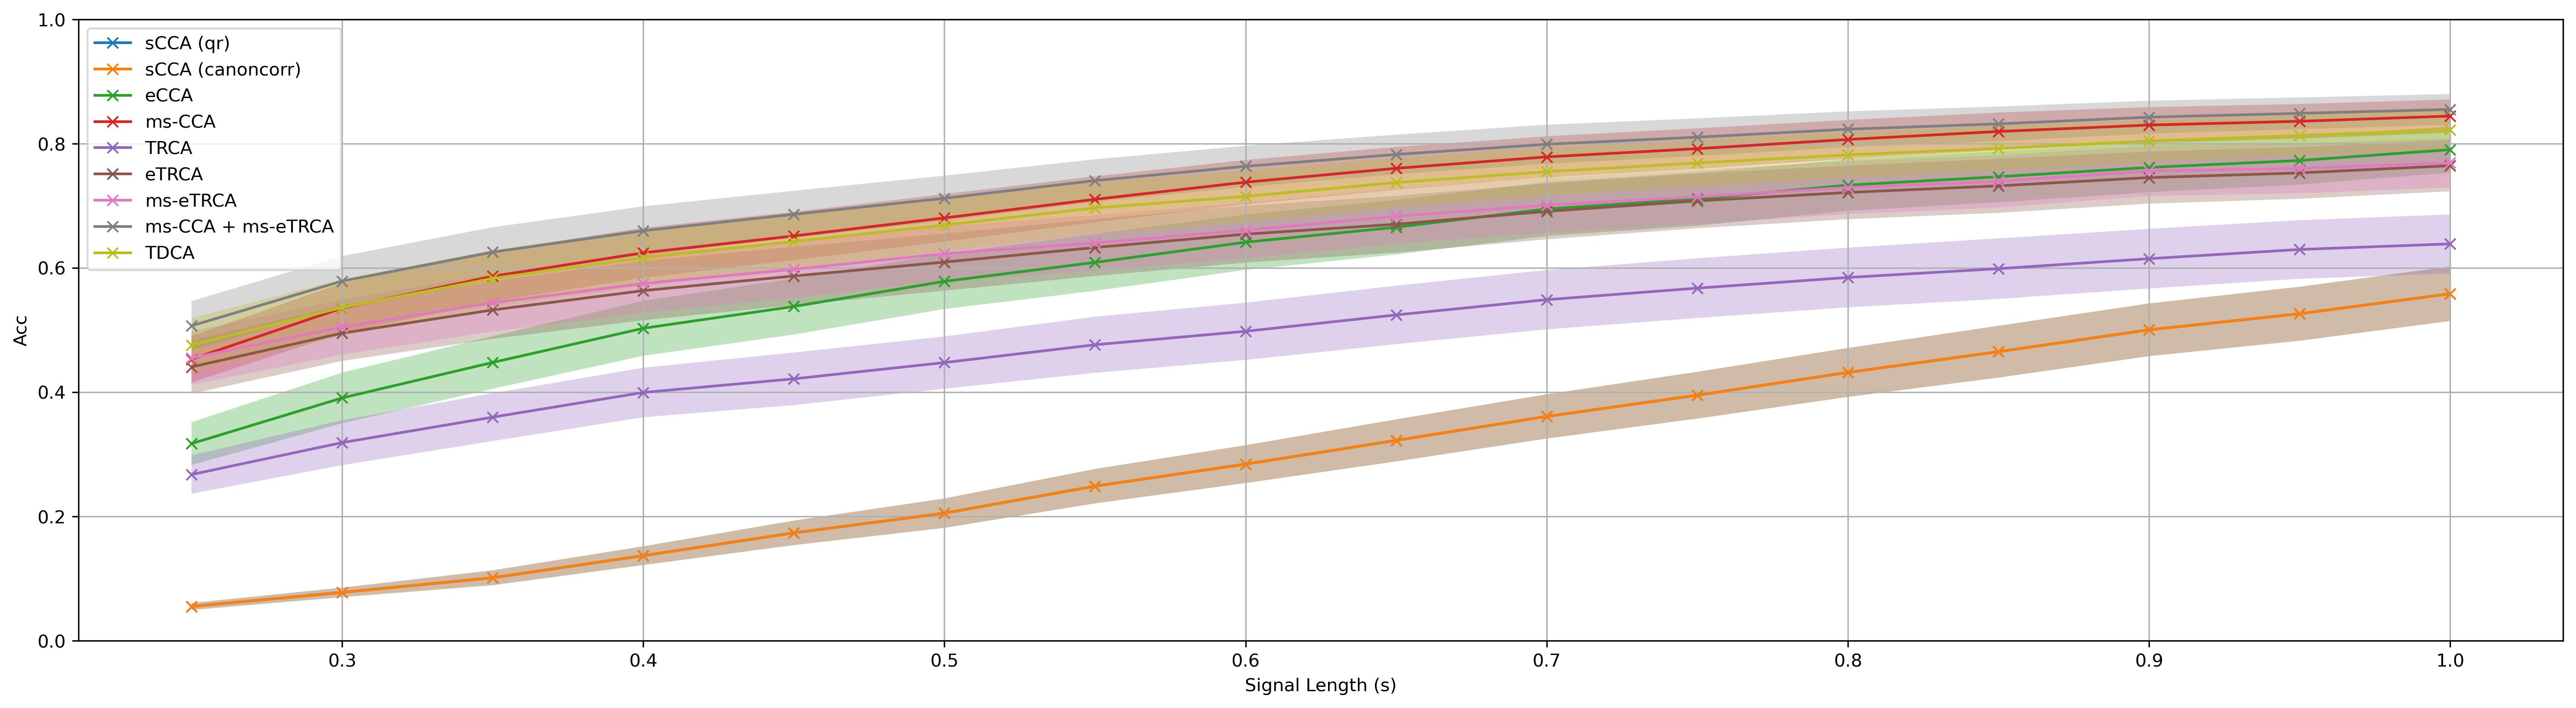 1.0
0.8
0.6
0.4
0.2
0.0
Acc
sCCA (qr)
sCCA (canoncorr)
eCCA
ms-CCA
TRCA
eTRCA
ms-eTRCA
ms-CCA + ms-eTRCA
TDCA
0.3 0.4 0.5 0.6 0.7 0.8 0.9 1.0
Signal Length (s)